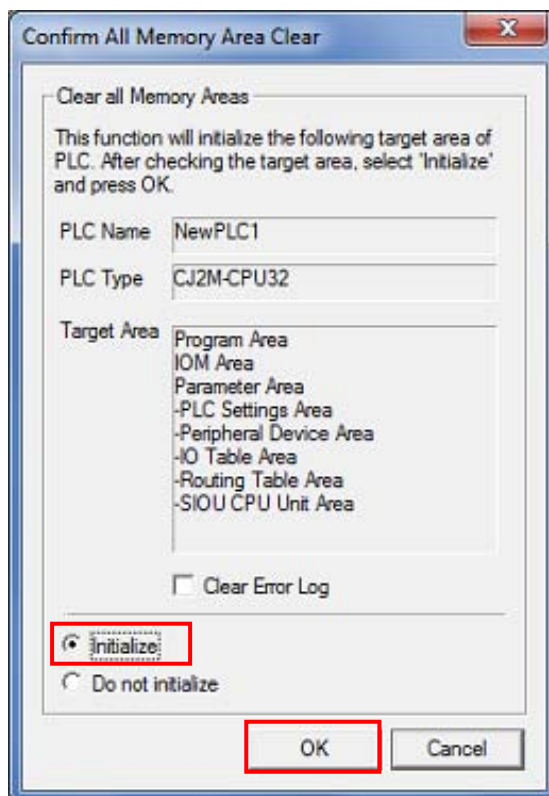 Confirm All Memory Area Clear
Clear all Memory Areas
This function will initialize the following target area of
PLC. After checking the target area, select 'Initialize'
and press OK.
PLC Name NewPLC1
PLC Type CJ2M-CPU32
Target Area Program Area
IOM Area
Parameter Area
-PLC Settings Area
-Peripheral Device Area
-IO Table Area
-Routing Table Area
-SIOU CPU Unit Area
Clear Error Log
Initialize
Do not initialize
OK Cancel